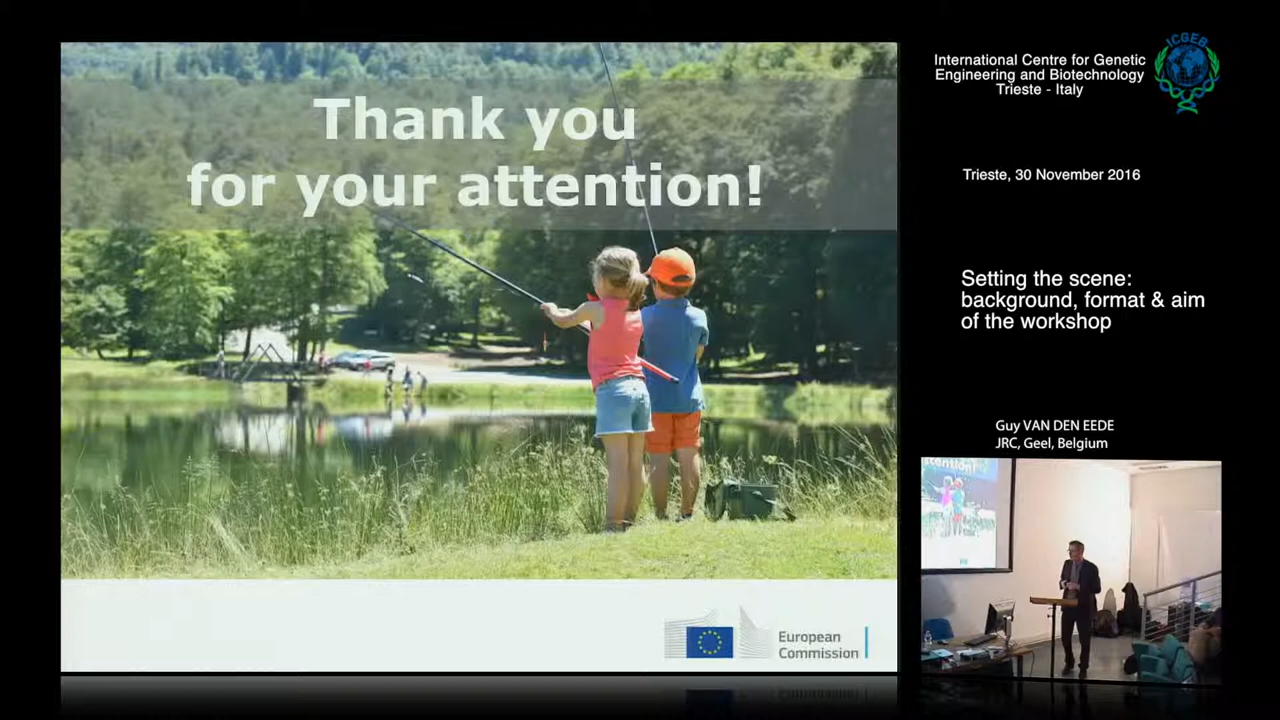 Thank you
for your attention!
European
Commission
International Centre for Genetic
Engineering and Biotechnology
Trieste - Italy
ICGEB
Trieste, 30 November 2016
Setting the scene:
background, format & aim
of the workshop
Guy VAN DEN EEDE
JRC, Geel, Belgium
attention!